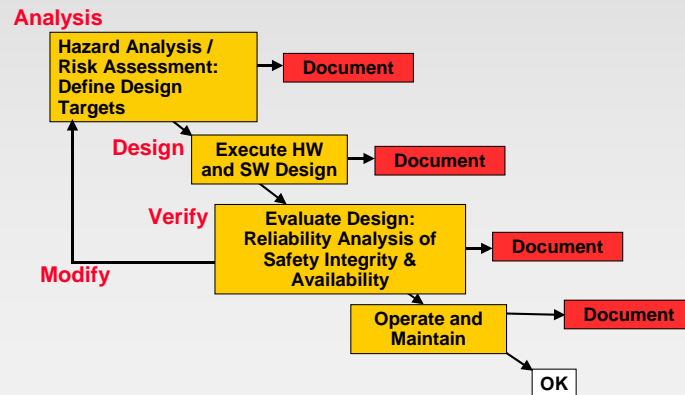 Analysis
Hazard Analysis /
Risk Assessment:
Define Design
Targets
Document
Design
Execute HW
and SW Design
Document
Verify
Evaluate Design:
Reliability Analysis of
Safety Integrity &
Availability
Document
Modify
Operate and
Maintain
Document
OK